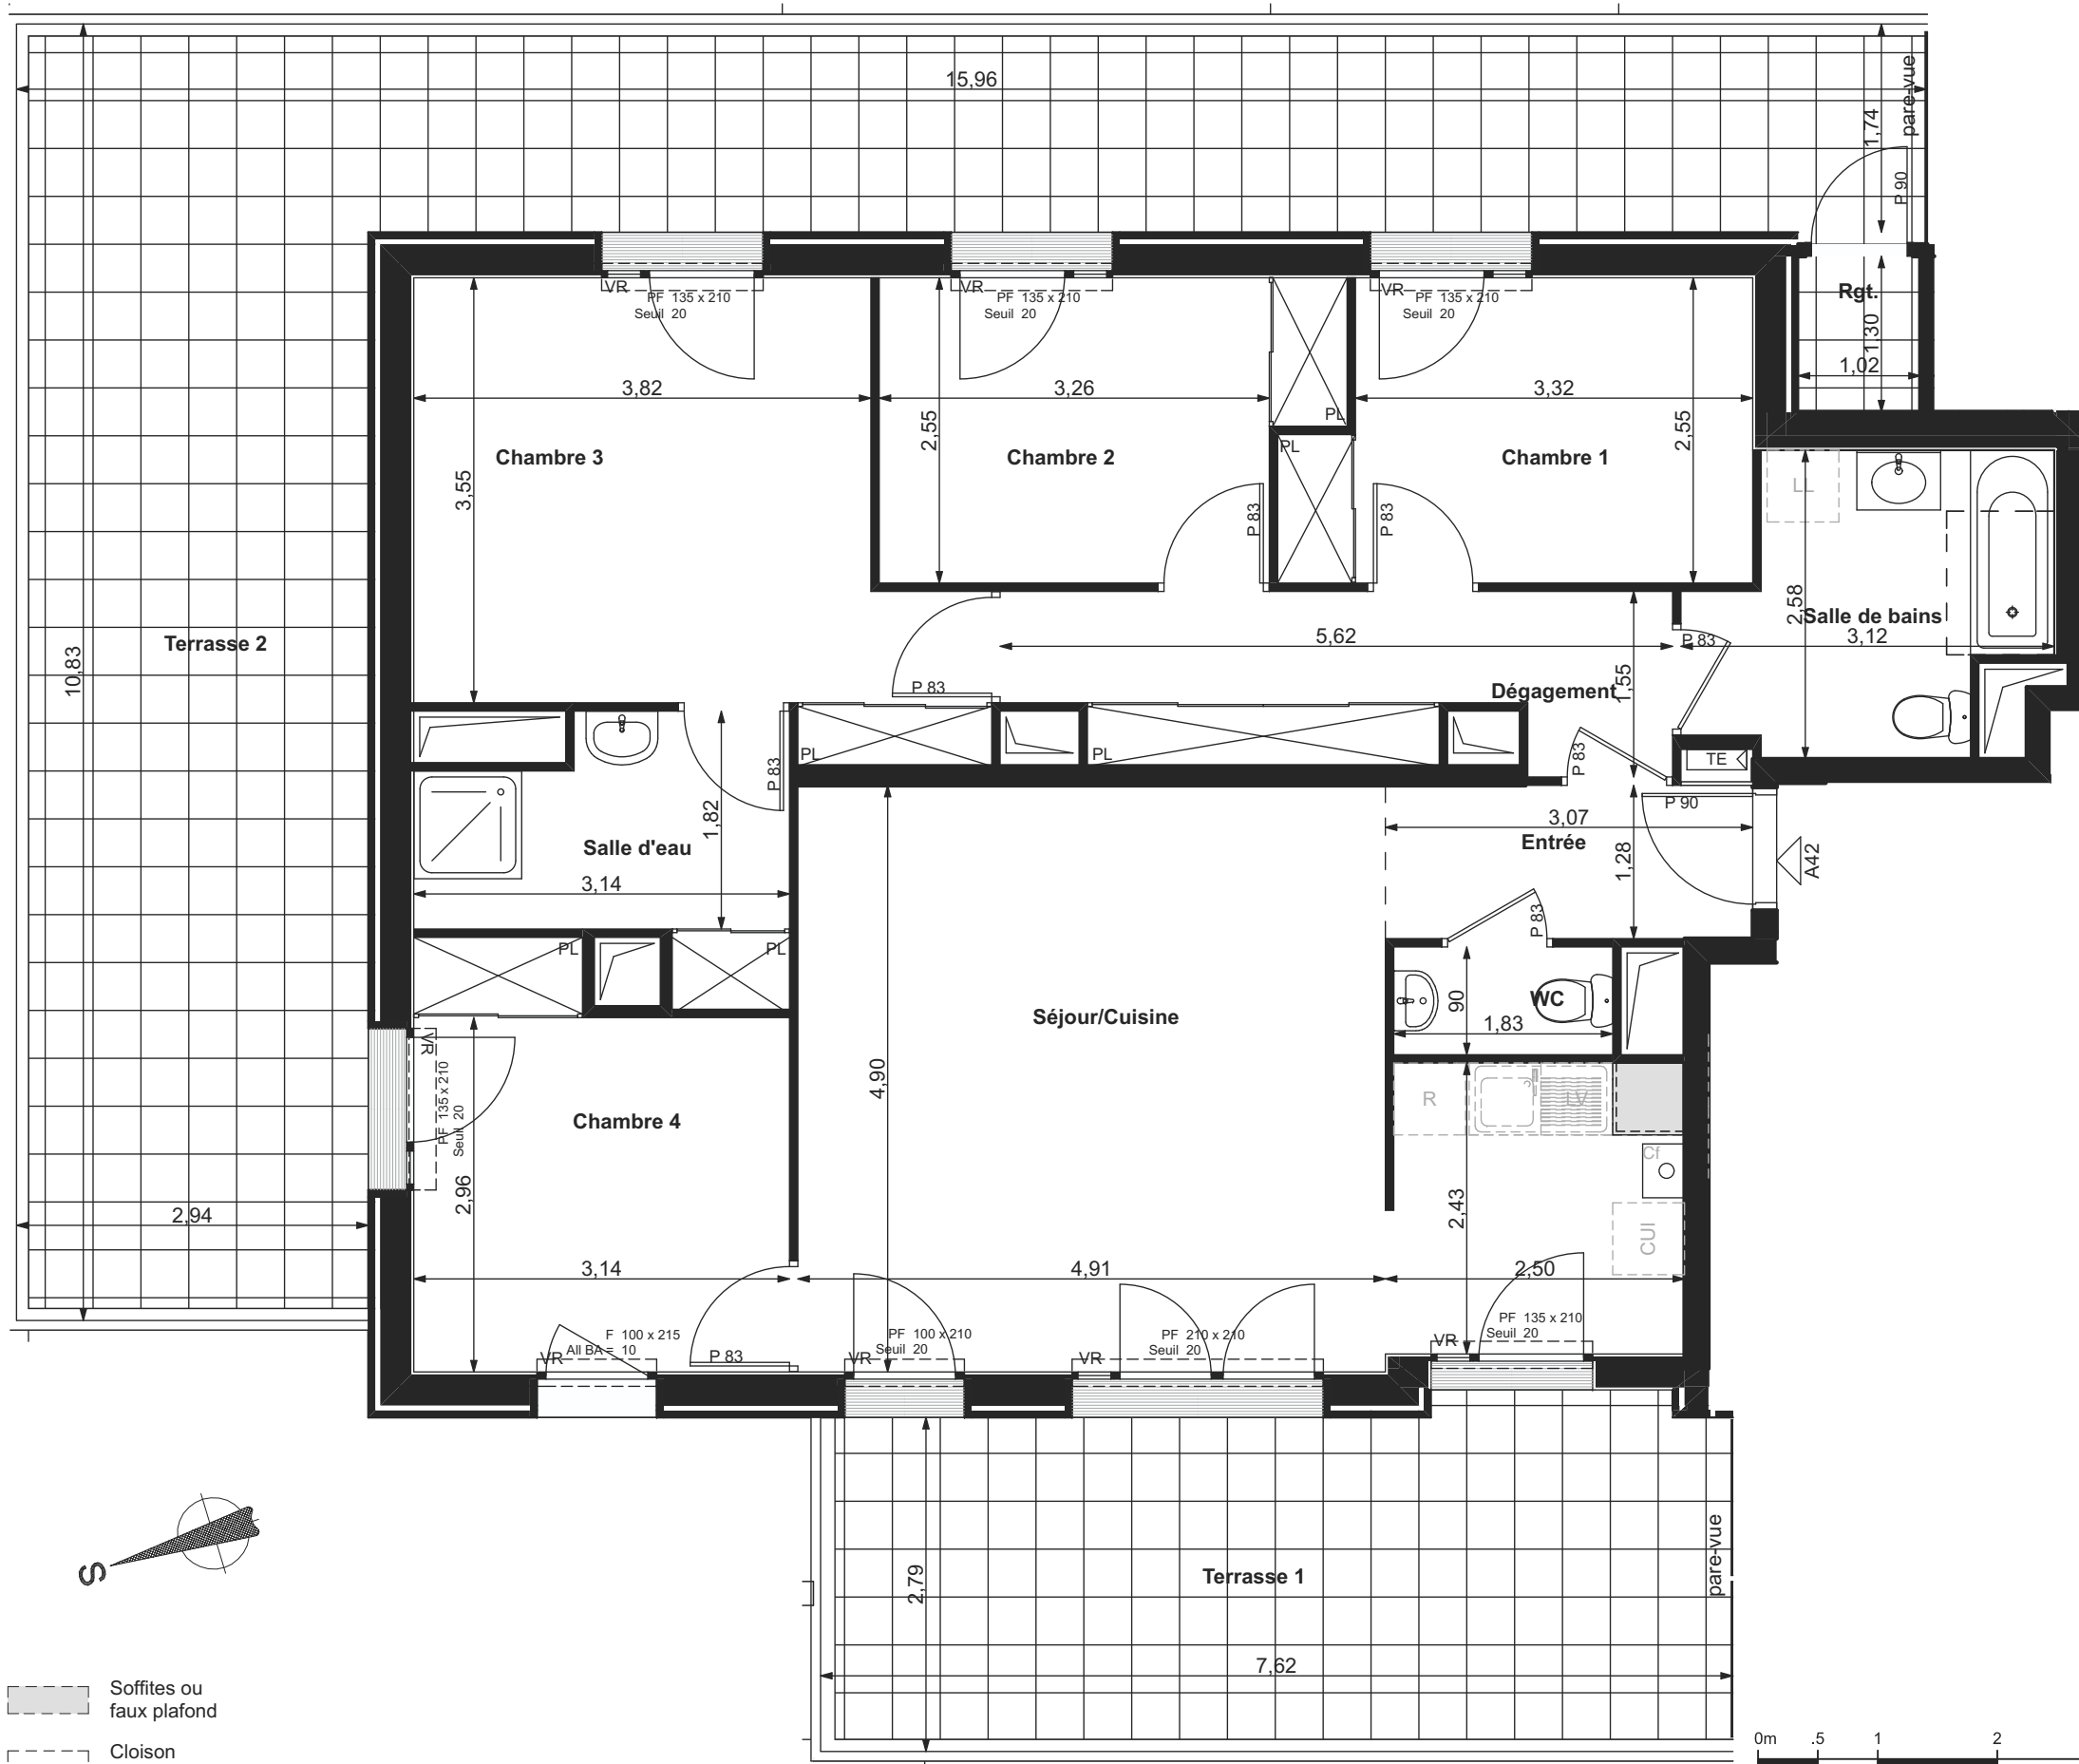 15,96
1,74
pare-vue
P 90
Rgt.
1,30
1,02
VR
PF 135 x 210
Seuil 20
VR
PF 135 x 210
Seuil 20
VR
PF 135 x 210
Seuil 20
3,82
3,26
3,32
2,55
2,55
3,55
PL
PL
Chambre 3
Chambre 2
Chambre 1
P 83
P 83
LL
2,58
Salle de bains
3,12
P 83
5,62
Terrasse 2
10,83
P 83
Dégagement
1,55
PL
PL
P 83
P 83
TE
P 90
3,07
Entrée
1,28
A42
1,82
Salle d'eau
3,14
PL
PL
P 83
WC
90
1,83
Séjour/Cuisine
4,90
VR
PF 135 x 210
Seuil 20
Chambre 4
2,96
R
LV
Cf
CUI
2,43
2,94
3,14
4,91
2,50
F 100 x 215
All BA = 10
VR
P 83
PF 100 x 210
Seuil 20
VR
PF 210 x 210
Seuil 20
VR
PF 135 x 210
Seuil 20
VR
S
2,79
Terrasse 1
pare-vue
7,62
Soffites ou
faux plafond
Cloison
0m .5 1 2